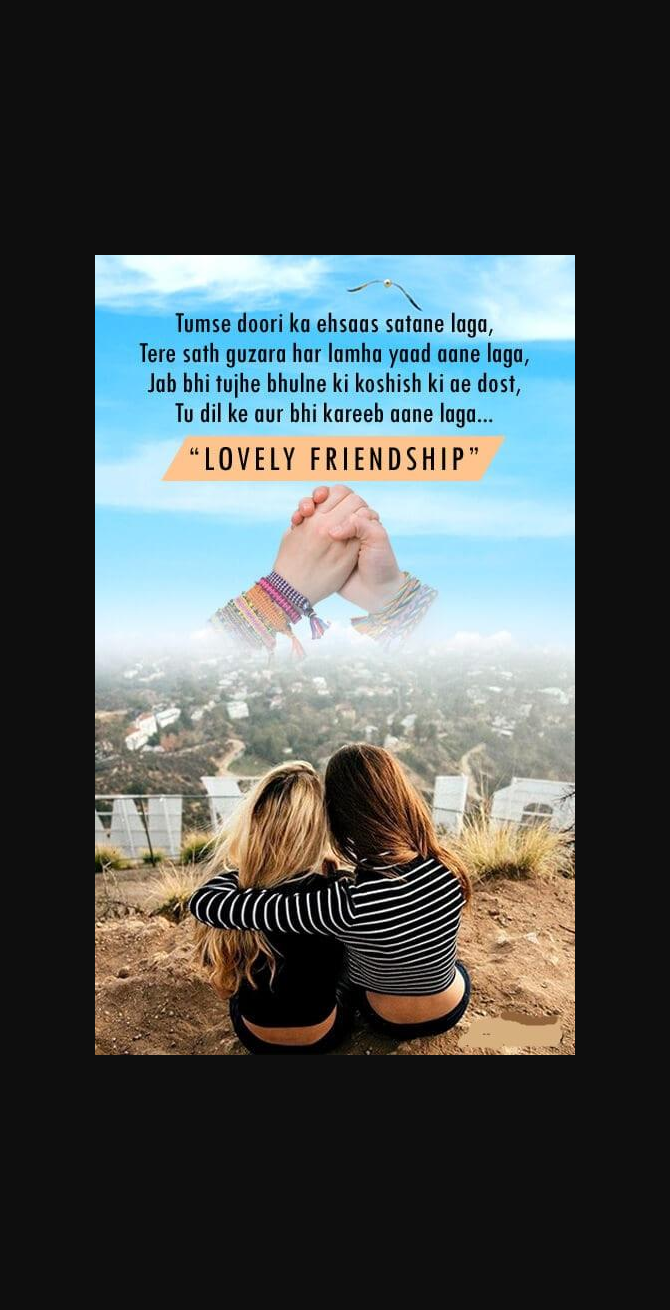 Tumse doori ka ehsaas satane laga,
Tere sath guzara har lamha yaad aane laga,
Jab bhi tujhe bhulne ki koshish ki ae dost,
Tu dil ke aur bhi kareeb aane laga...
“LOVELY FRIENDSHIP”